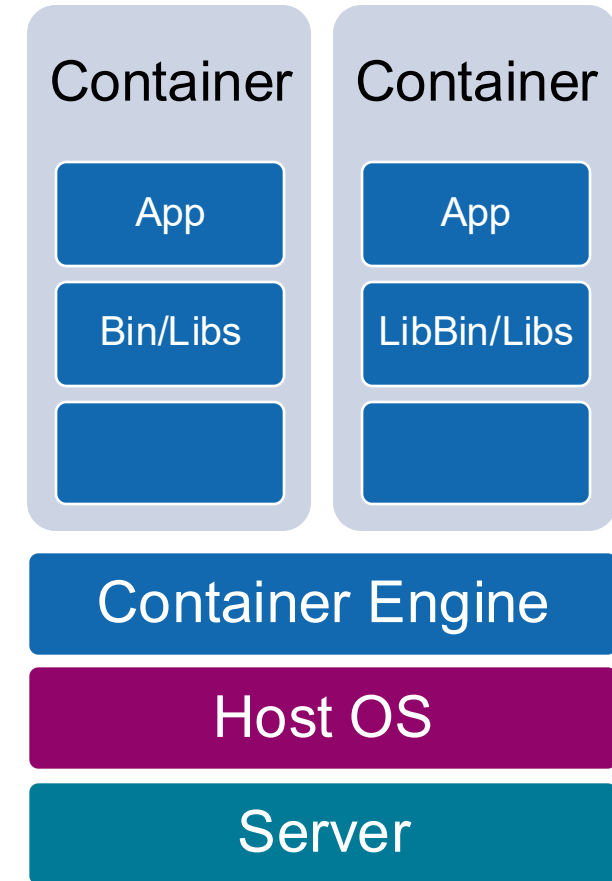 Container
Container
App
App
Bin/Libs
LibBin/Libs
Container Engine
Host OS
Server